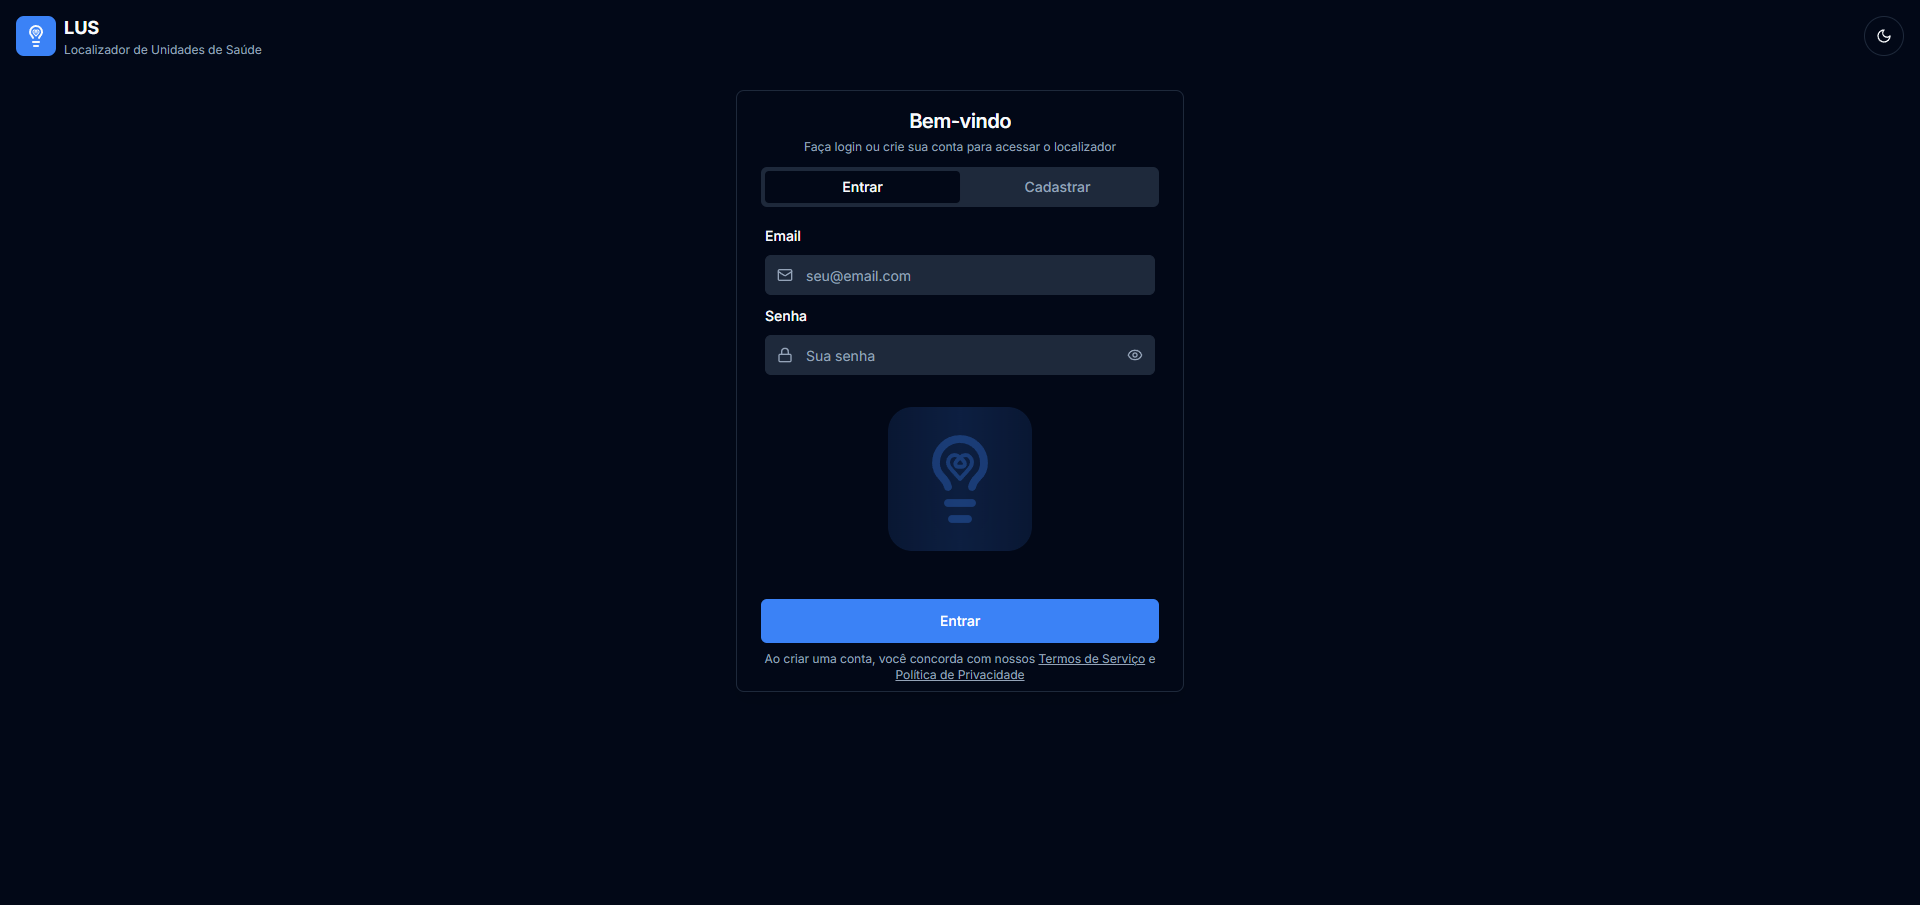 LUS
Localizador de Unidades de Saúde
Bem-vindo
Faça login ou crie sua conta para acessar o localizador
Entrar
Cadastrar
Email
seu@email.com
Senha
Sua senha
Entrar
Ao criar uma conta, você concorda com nossos Termos de Serviço e
Política de Privacidade